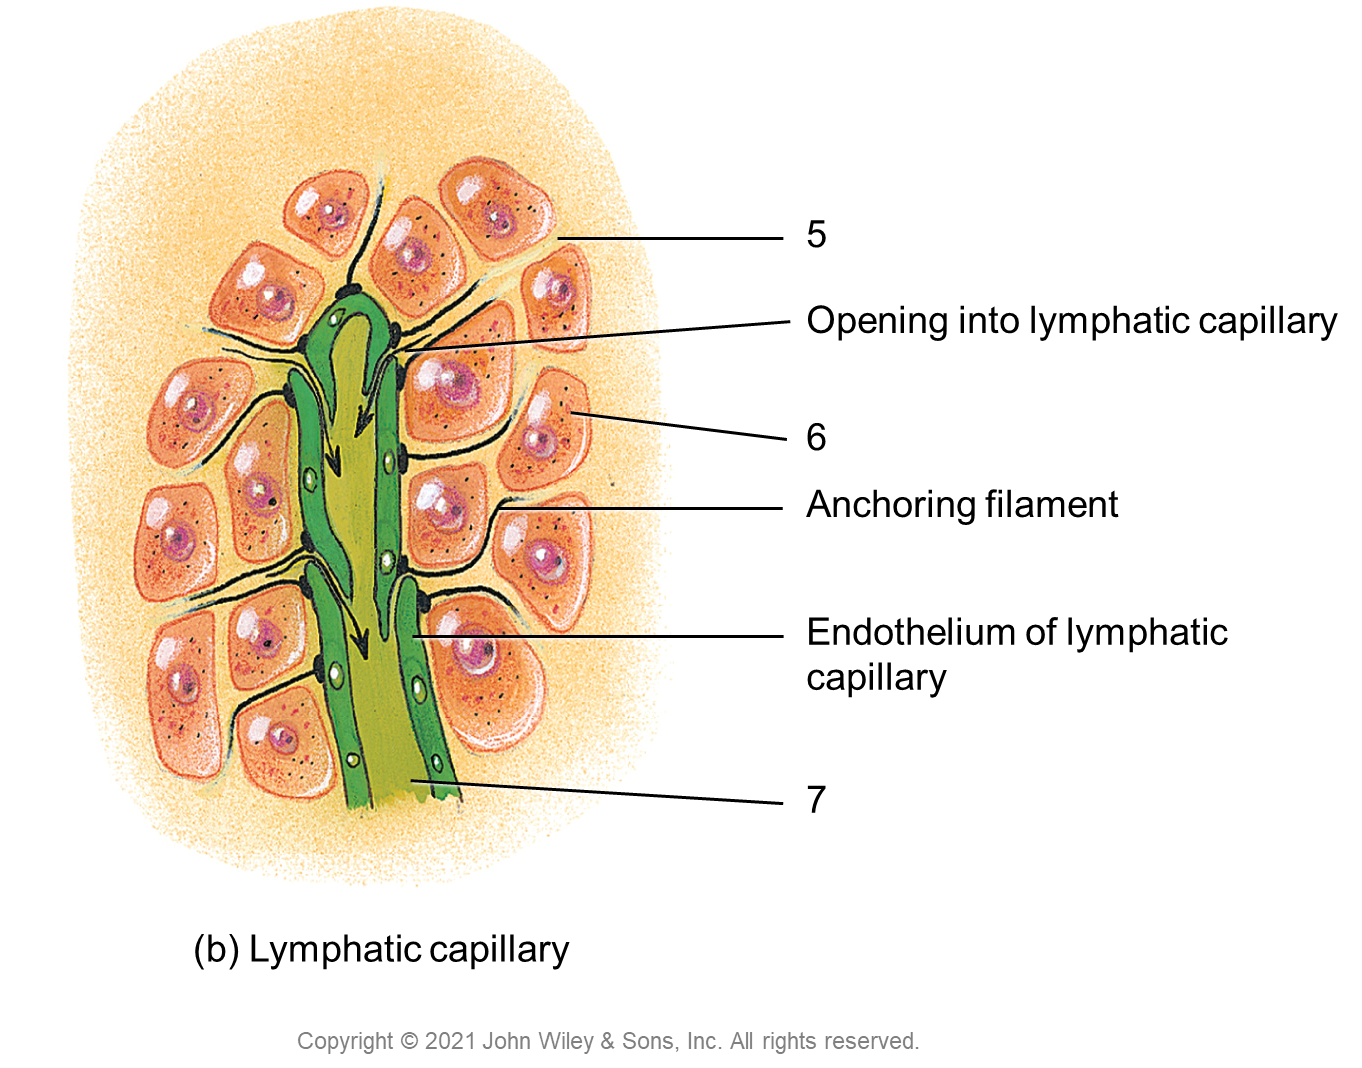 5
Opening into lymphatic capillary
6
Anchoring filament
Endothelium of lymphatic
capillary
7
(b) Lymphatic capillary
Copyright © 2021 John Wiley & Sons, Inc. All rights reserved.